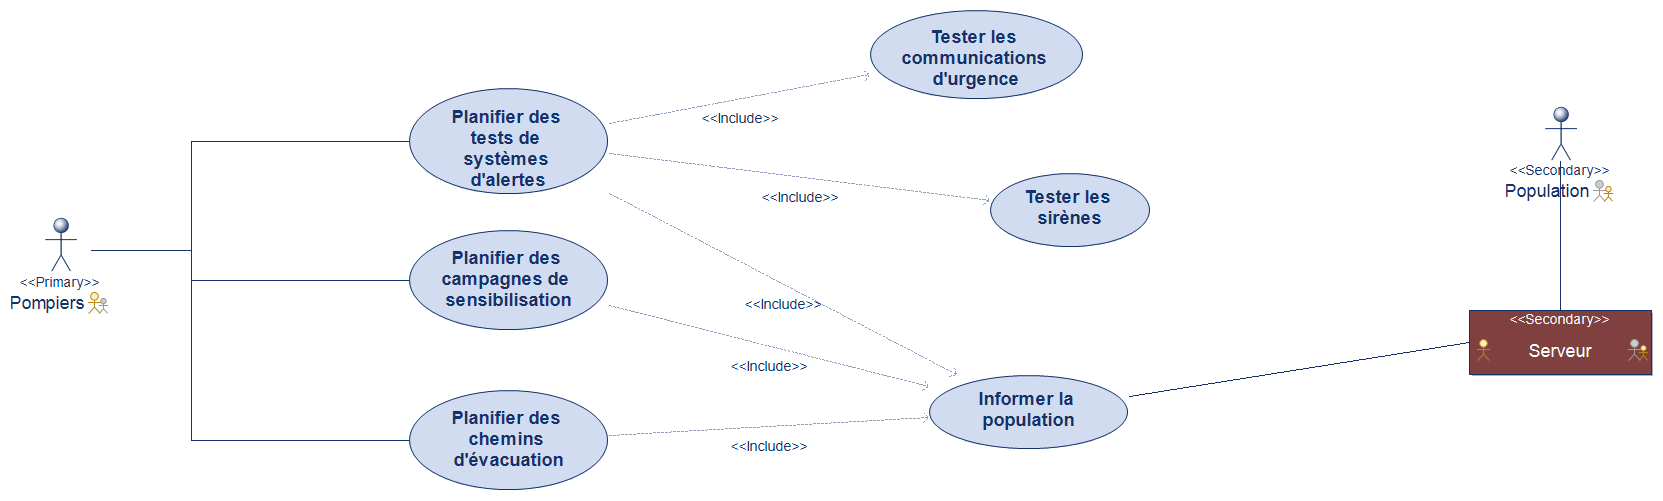 <<Primary>>
Pompiers
Planifier des
tests de
systèmes
d'alertes
Planifier des
campagnes de
sensibilisation
Planifier des
chemins
d'évacuation
<<Include>>
<<Include>>
<<Include>>
<<Include>>
<<Include>>
Tester les
communications
d'urgence
Tester les
sirènes
Informer la
population
<<Secondary>>
Population
<<Secondary>>
Serveur